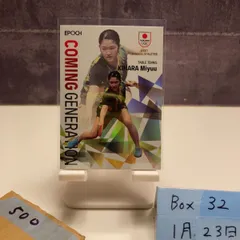 EPOCH
COMING GENERATION
TABLE TENNIS
KIHARA Miyuu
500
Box 32
1月23日